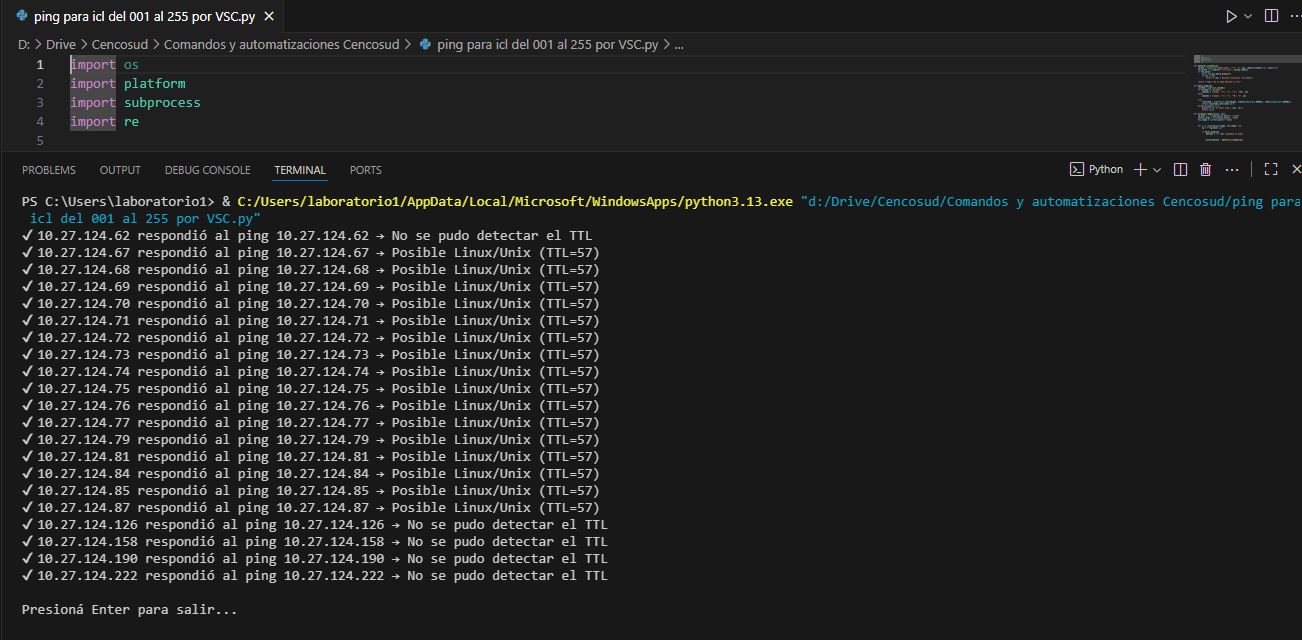 ping para icl del 001 al 255 por VSC.py
D: > Drive > Cencosud > Comandos y automatizaciones Cencosud > ping para icl del 001 al 255 por VSC.py > ...
1 import os
2 import platform
3 import subprocess
4 import re
5
PROBLEMS OUTPUT DEBUG CONSOLE TERMINAL PORTS Python
PS C:\Users\laboratorio1> & C:/Users/laboratorio1/AppData/Local/Microsoft/WindowsApps/python3.13.exe "d:/Drive/Cencosud/Comandos y automatizaciones Cencosud/ping para
icl del 001 al 255 por VSC.py"
✓ 10.27.124.62 respondió al ping 10.27.124.62 → No se pudo detectar el TTL
✓ 10.27.124.67 respondió al ping 10.27.124.67 → Posible Linux/Unix (TTL=57)
✓ 10.27.124.68 respondió al ping 10.27.124.68 → Posible Linux/Unix (TTL=57)
✓ 10.27.124.69 respondió al ping 10.27.124.69 → Posible Linux/Unix (TTL=57)
✓ 10.27.124.70 respondió al ping 10.27.124.70 → Posible Linux/Unix (TTL=57)
✓ 10.27.124.71 respondió al ping 10.27.124.71 → Posible Linux/Unix (TTL=57)
✓ 10.27.124.72 respondió al ping 10.27.124.72 → Posible Linux/Unix (TTL=57)
✓ 10.27.124.73 respondió al ping 10.27.124.73 → Posible Linux/Unix (TTL=57)
✓ 10.27.124.74 respondió al ping 10.27.124.74 → Posible Linux/Unix (TTL=57)
✓ 10.27.124.75 respondió al ping 10.27.124.75 → Posible Linux/Unix (TTL=57)
✓ 10.27.124.76 respondió al ping 10.27.124.76 → Posible Linux/Unix (TTL=57)
✓ 10.27.124.77 respondió al ping 10.27.124.77 → Posible Linux/Unix (TTL=57)
✓ 10.27.124.79 respondió al ping 10.27.124.79 → Posible Linux/Unix (TTL=57)
✓ 10.27.124.81 respondió al ping 10.27.124.81 → Posible Linux/Unix (TTL=57)
✓ 10.27.124.84 respondió al ping 10.27.124.84 → Posible Linux/Unix (TTL=57)
✓ 10.27.124.85 respondió al ping 10.27.124.85 → Posible Linux/Unix (TTL=57)
✓ 10.27.124.87 respondió al ping 10.27.124.87 → Posible Linux/Unix (TTL=57)
✓ 10.27.124.126 respondió al ping 10.27.124.126 → No se pudo detectar el TTL
✓ 10.27.124.158 respondió al ping 10.27.124.158 → No se pudo detectar el TTL
✓ 10.27.124.190 respondió al ping 10.27.124.190 → No se pudo detectar el TTL
✓ 10.27.124.222 respondió al ping 10.27.124.222 → No se pudo detectar el TTL
Presioná Enter para salir...